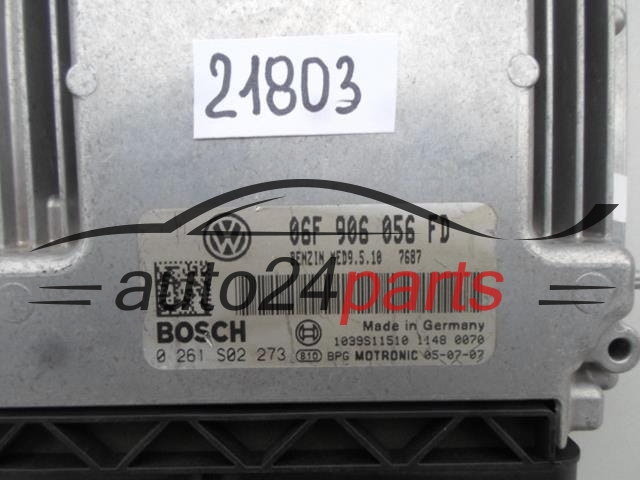 21803
06F 906 056 FD
BENZIN MED9.5.10 7687
auto24parts
BOSCH
Made in Germany
1039S11510 1148 0070
0 261 S02 273 810 BPG MOTRONIC 05-07-07